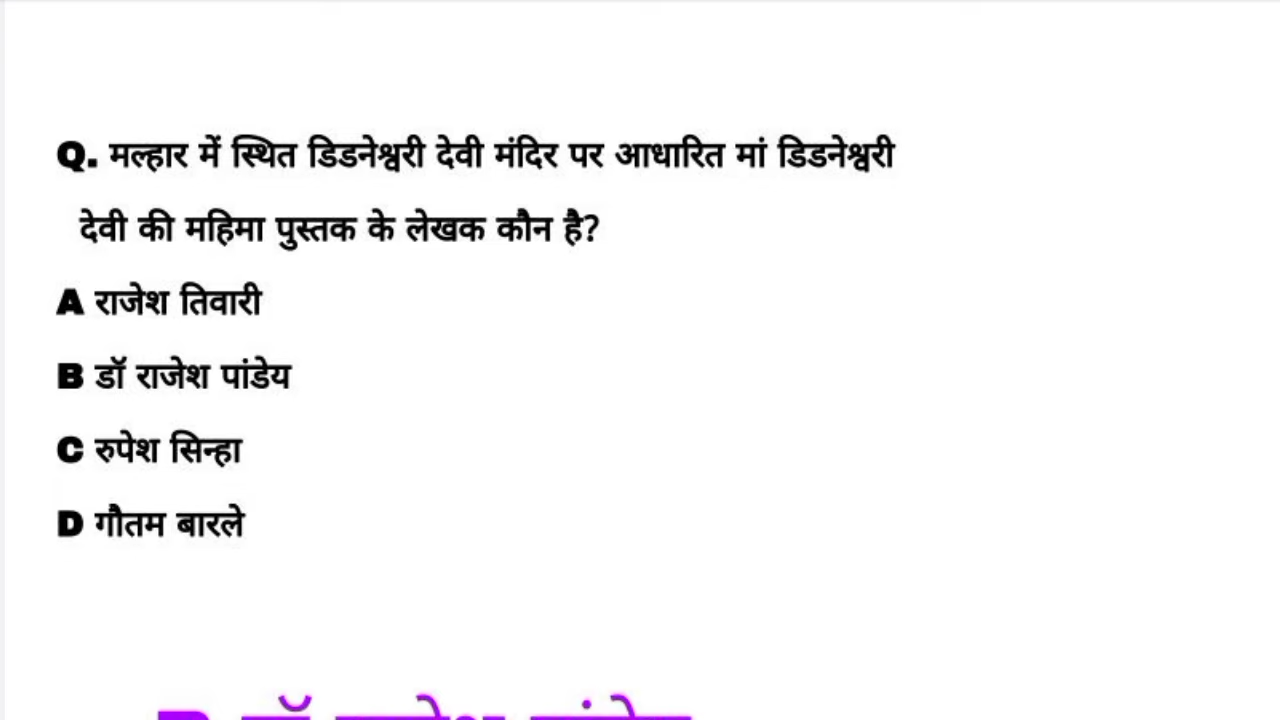 Q. मल्हार में स्थित डिडनेश्वरी देवी मंदिर पर आधारित मां डिडनेश्वरी
देवी की महिमा पुस्तक के लेखक कौन है?
A राजेश तिवारी
B डॉ राजेश पांडेय
C रुपेश सिन्हा
D गौतम बारले